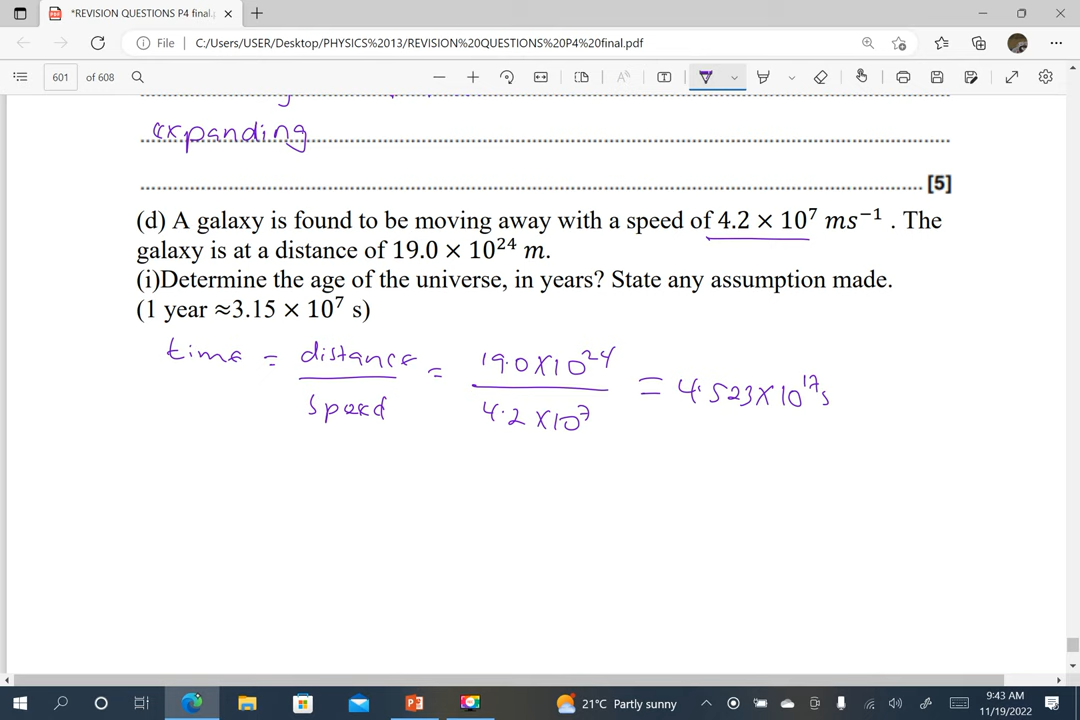 *REVISION QUESTIONS P4 final.p
File
C:/Users/USER/Desktop/PHYSICS%2013/REVISION%20QUESTIONS%20P4%20final.pdf
601 of 608
expanding
[5]
(d) A galaxy is found to be moving away with a speed of 4.2 × 10⁷ ms⁻¹ . The
galaxy is at a distance of 19.0 × 10²⁴ m.
(i)Determine the age of the universe, in years? State any assumption made.
(1 year ≈3.15 × 10⁷ s)
time = distance / speed = 19.0×10²⁴ / 4.2×10⁷ = 4.523×10¹⁷s
21°C Partly sunny
9:43 AM
11/19/2022